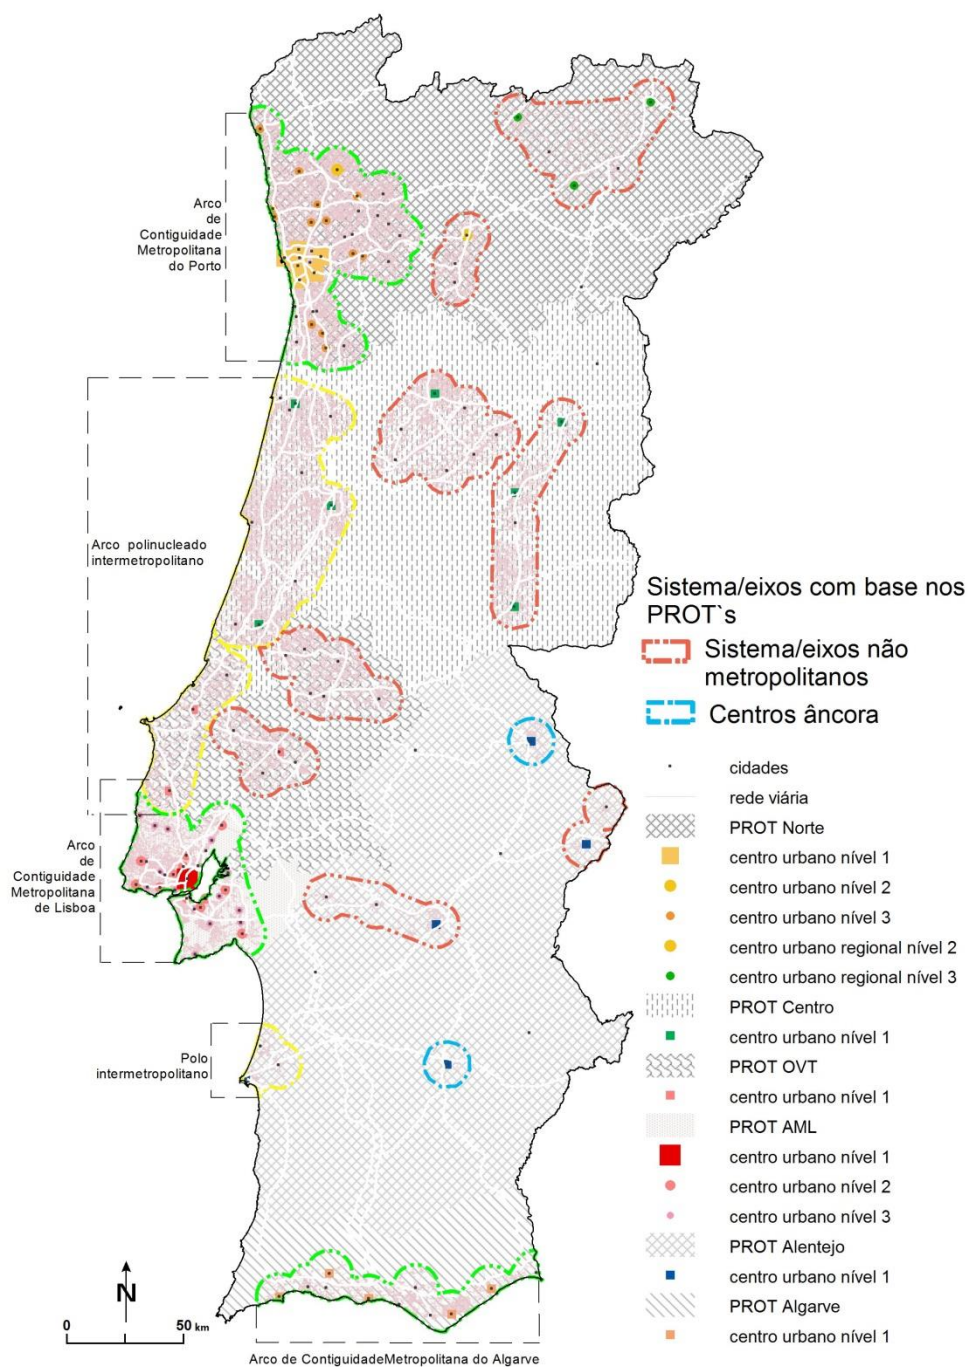 Arco
de
Contiguidade
Metropolitana
do Porto
Arco polinucleado
intermetropolitano
Arco
de
Contiguidade
Metropolitana
de Lisboa
Polo
intermetropolitano
Arco de ContiguidadeMetropolitana do Algarve
N
0 50 km
Sistema/eixos com base nos
PROT`s
Sistema/eixos não
metropolitanos
Centros âncora
cidades
rede viária
PROT Norte
centro urbano nível 1
centro urbano nível 2
centro urbano nível 3
centro urbano regional nível 2
centro urbano regional nível 3
PROT Centro
centro urbano nível 1
PROT OVT
centro urbano nível 1
PROT AML
centro urbano nível 1
centro urbano nível 2
centro urbano nível 3
PROT Alentejo
centro urbano nível 1
PROT Algarve
centro urbano nível 1